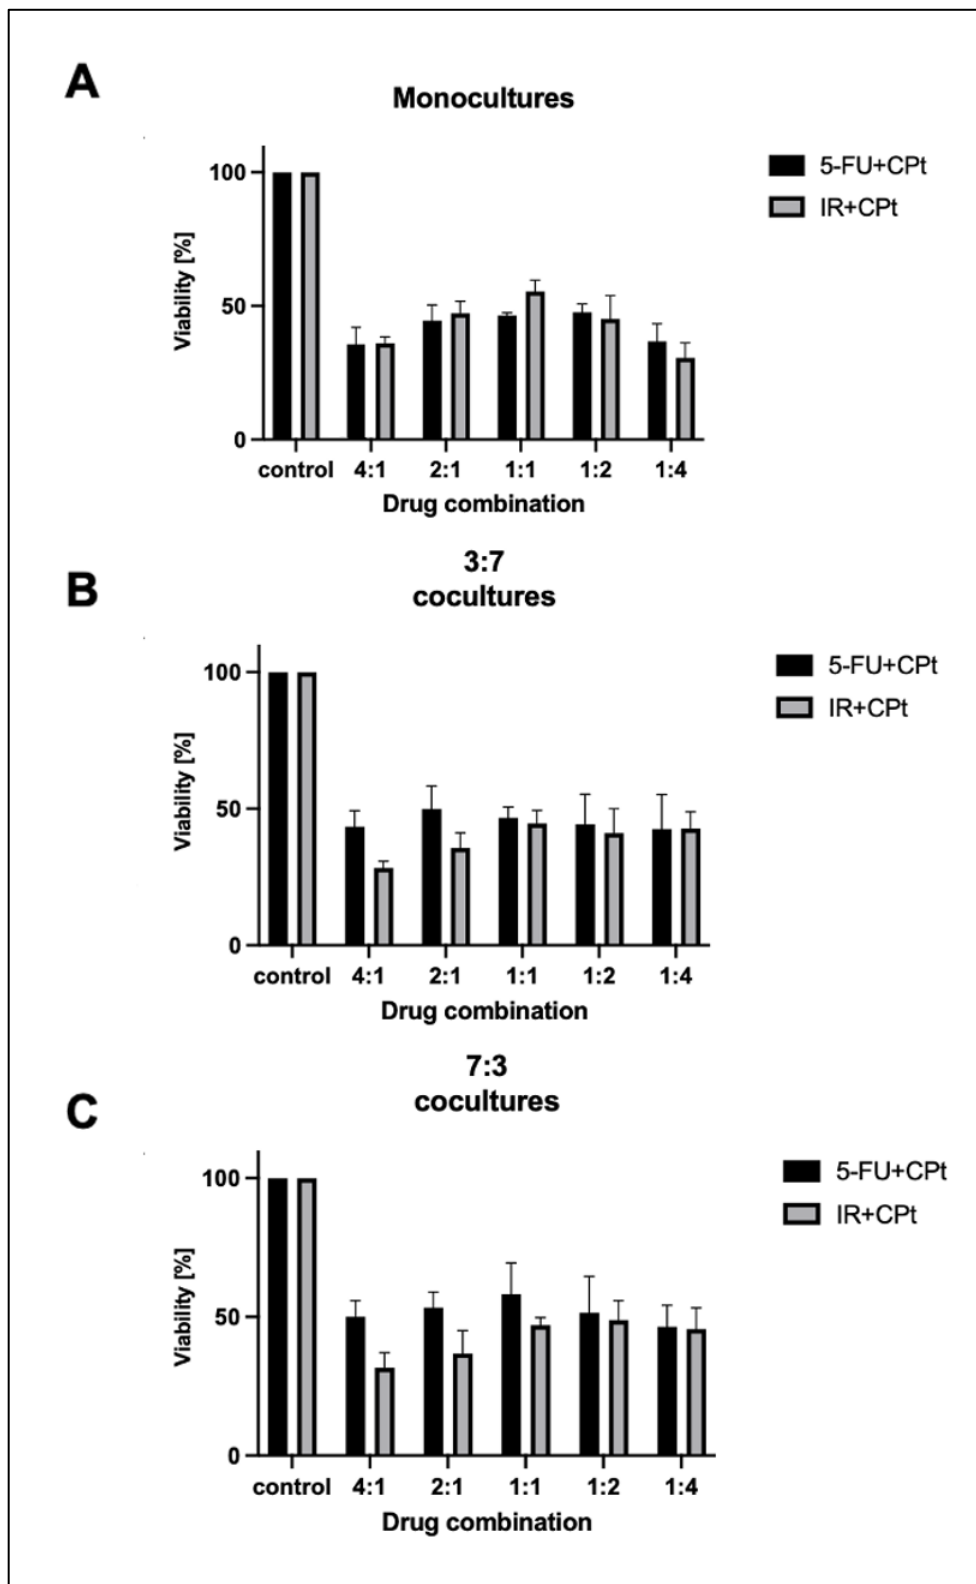 A
Monocultures
5-FU+CPt
IR+CPt
Viability [%]
100
50
0
control 4:1 2:1 1:1 1:2 1:4
Drug combination
B
3:7
cocultures
5-FU+CPt
IR+CPt
Viability [%]
100
50
0
control 4:1 2:1 1:1 1:2 1:4
Drug combination
C
7:3
cocultures
5-FU+CPt
IR+CPt
Viability [%]
100
50
0
control 4:1 2:1 1:1 1:2 1:4
Drug combination